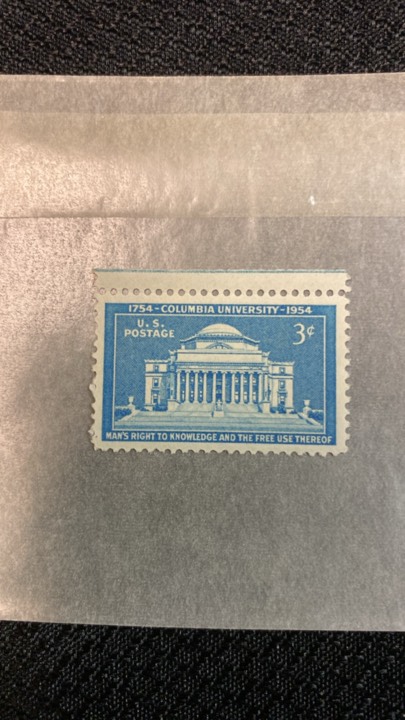 1754-COLUMBIA UNIVERSITY-1954
U.S.
POSTAGE
3¢
MAN'S RIGHT TO KNOWLEDGE AND THE FREE USE THEREOF